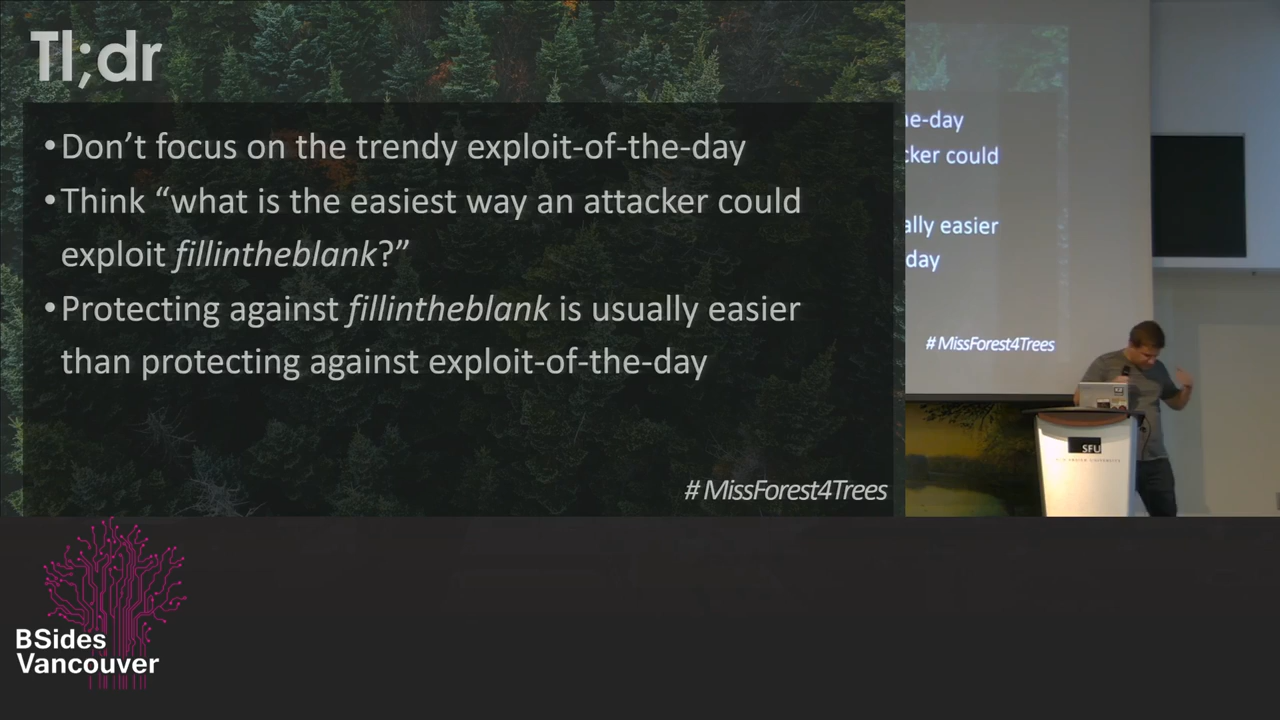 Tl;dr
•Don’t focus on the trendy exploit-of-the-day
•Think “what is the easiest way an attacker could
exploit fillintheblank?”
•Protecting against fillintheblank is usually easier
than protecting against exploit-of-the-day
#MissForest4Trees
he-day
cker could
ally easier
day
#MissForest4Trees
SFU
BSides
Vancouver